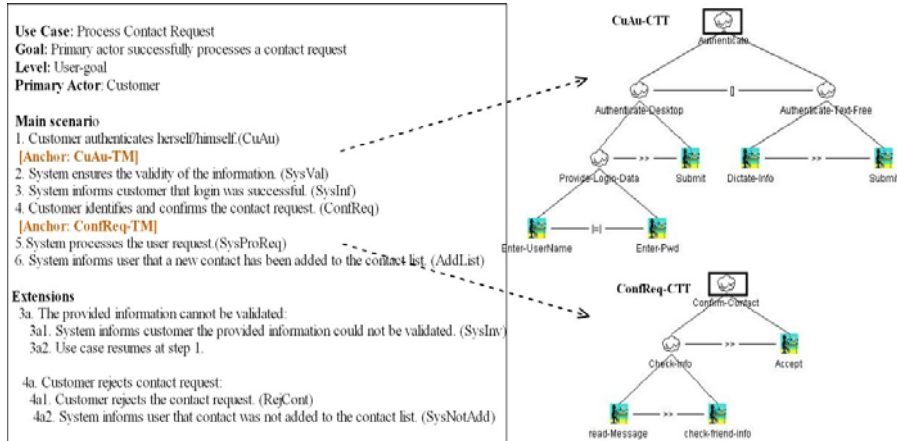 Use Case: Process Contact Request
Goal: Primary actor successfully processes a contact request
Level: User-goal
Primary Actor: Customer
Main scenario
1. Customer authenticates herself/himself.(CuAu)
[Anchor: CuAu-TM]
2. System ensures the validity of the information. (SysVal)
3. System informs customer that login was successful. (SysInf)
4. Customer identifies and confirms the contact request. (ConfReq)
[Anchor: ConfReq-TM]
5.System processes the user request.(SysProReq)
6. System informs user that a new contact has been added to the contact list. (AddList)
Extensions
3a. The provided information cannot be validated:
3a1. System informs customer the provided information could not be validated. (SysInv)
3a2. Use case resumes at step 1.
4a. Customer rejects contact request:
4a1. Customer rejects the contact request. (RejCont)
4a2. System informs user that contact was not added to the contact list. (SysNotAdd)
CuAu-CTT
Authenticate
Authenticate-Desktop
[]
Authenticate-Text-Free
Provide-Login-Data
>>
Submit
Dictate-Info
>>
Submit
Enter-UserName
|=|
Enter-Pwd
ConfReq-CTT
Confirm-Contact
Check-Info
>>
Accept
read-Message
>>
check-friend-info